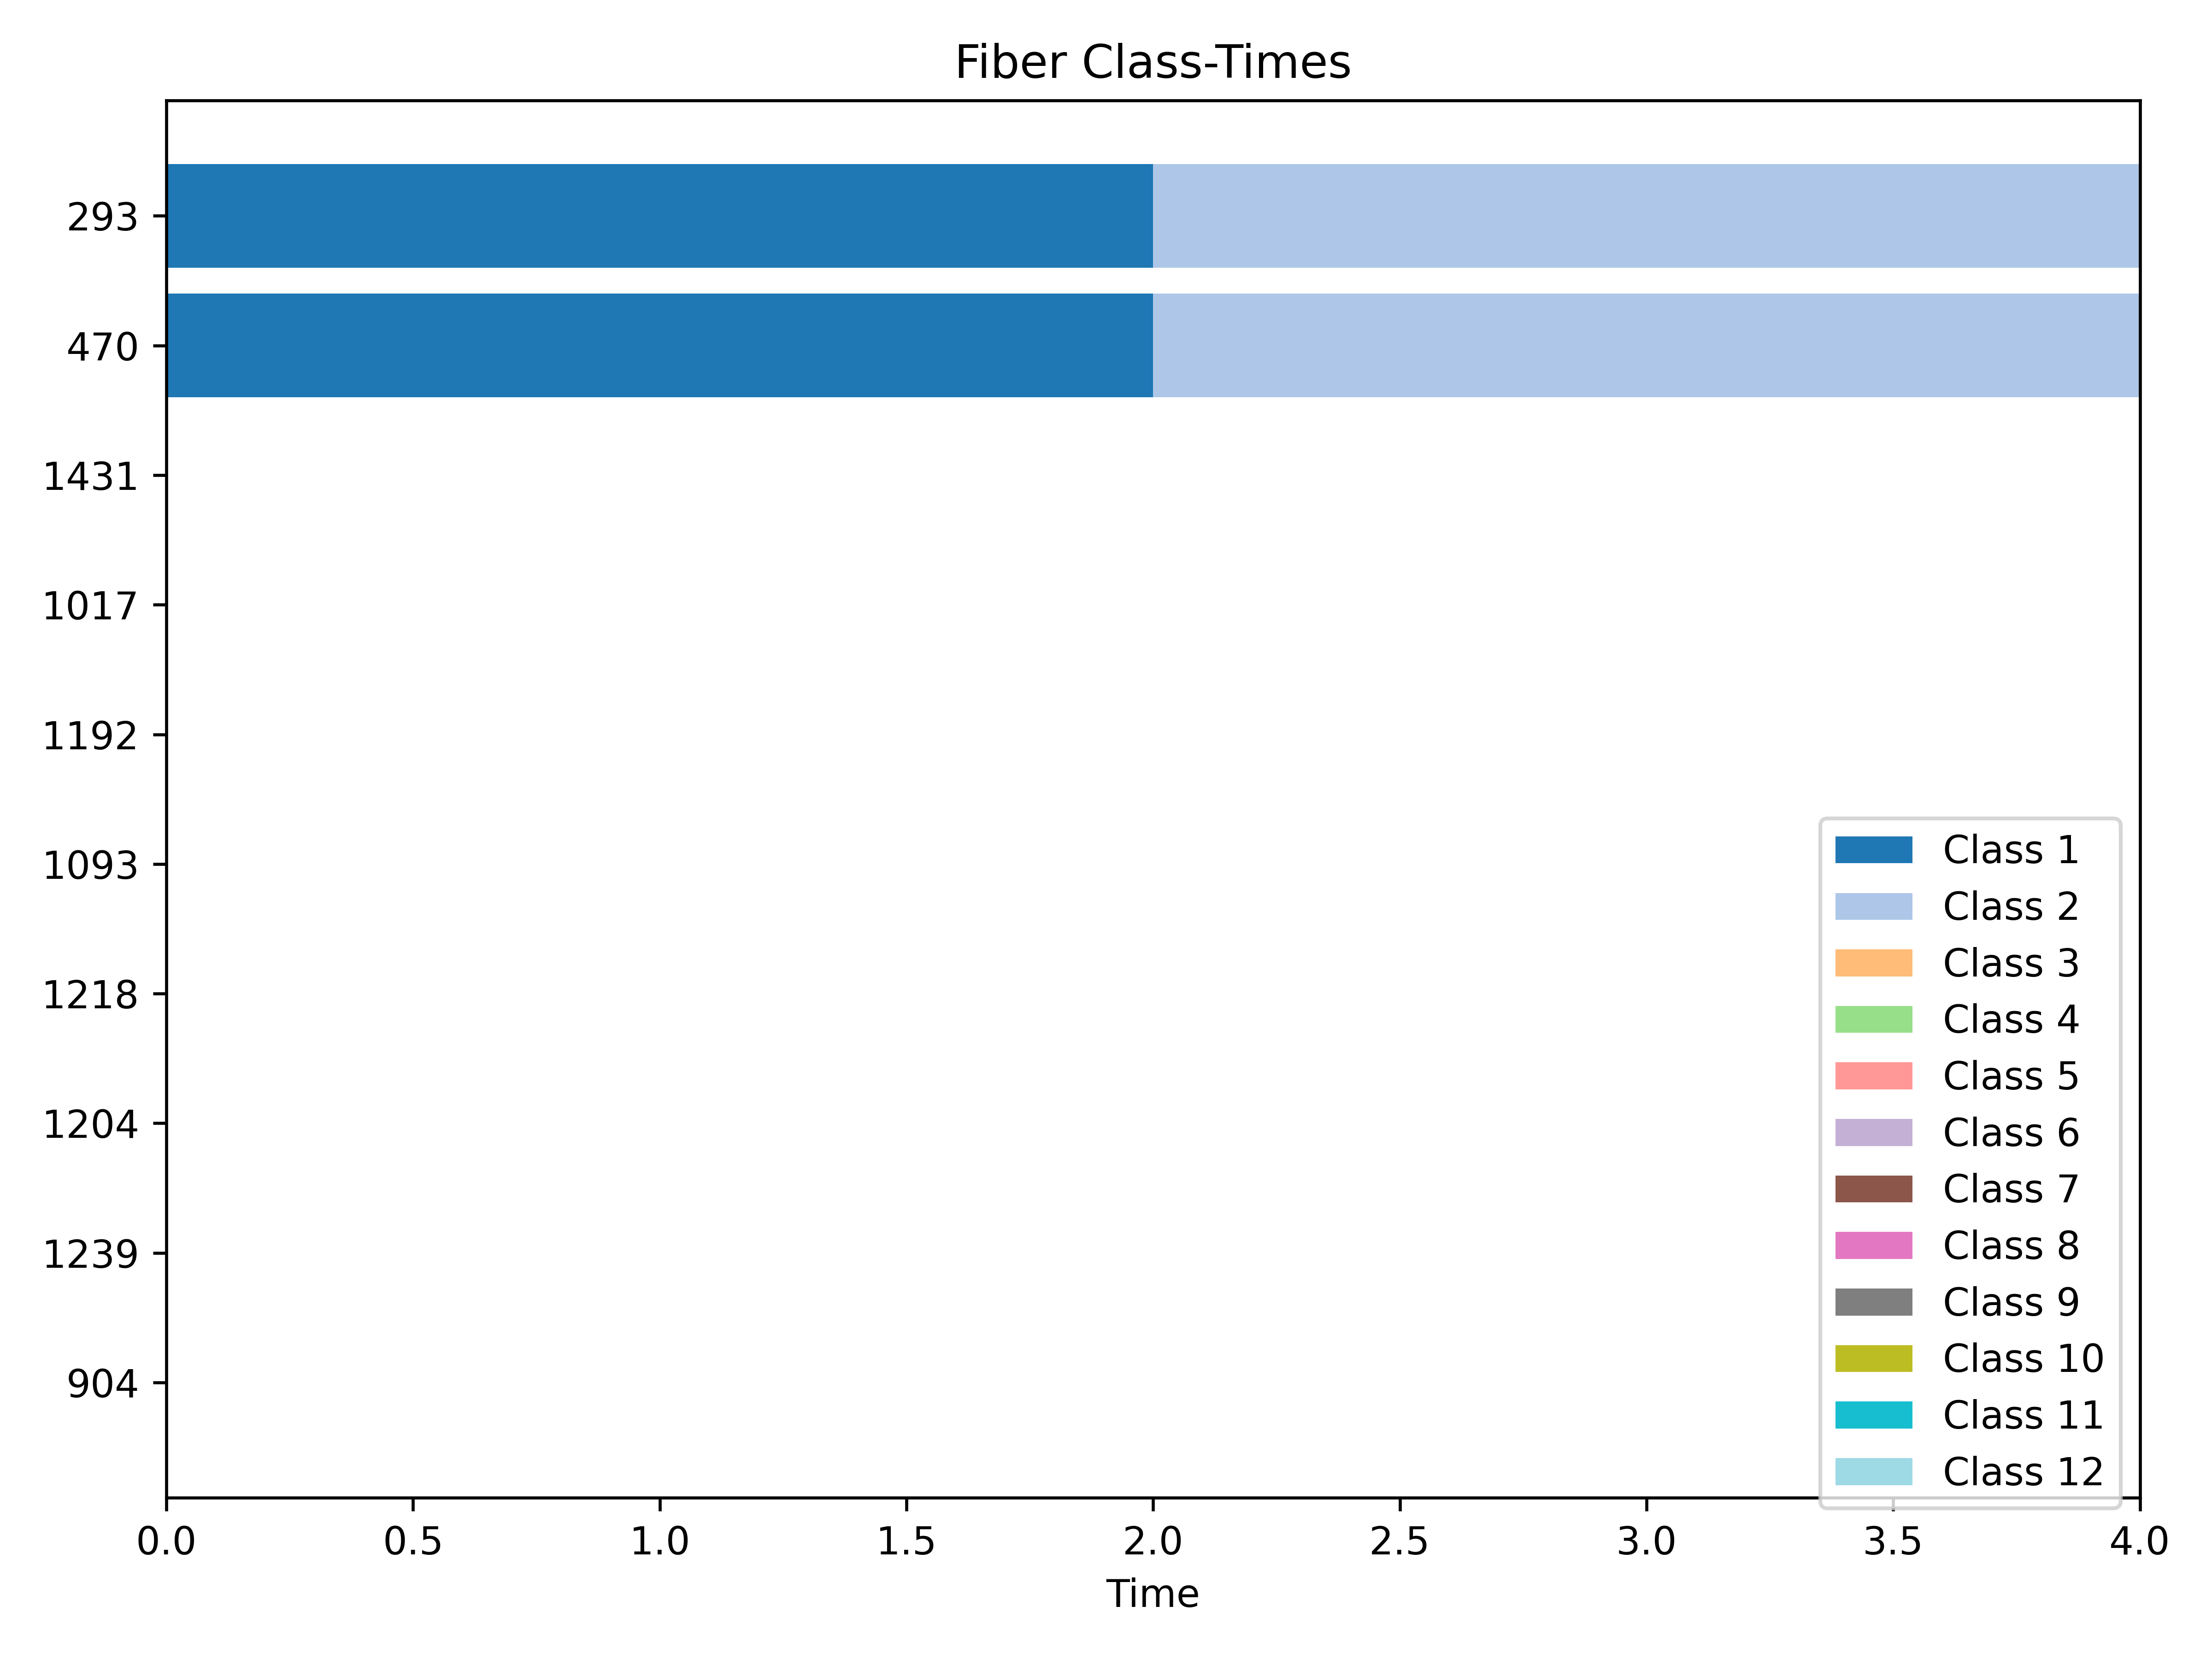 Fiber Class-Times
293
470
1431
1017
1192
1093
1218
1204
1239
904
Class 1
Class 2
Class 3
Class 4
Class 5
Class 6
Class 7
Class 8
Class 9
Class 10
Class 11
Class 12
0.0 0.5 1.0 1.5 2.0 2.5 3.0 3.5 4.0
Time